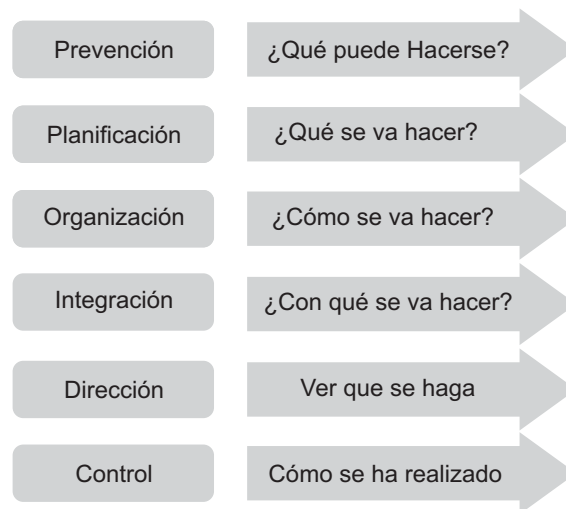 Prevención
¿Qué puede Hacerse?
Planificación
¿Qué se va hacer?
Organización
¿Cómo se va hacer?
Integración
¿Con qué se va hacer?
Dirección
Ver que se haga
Control
Cómo se ha realizado